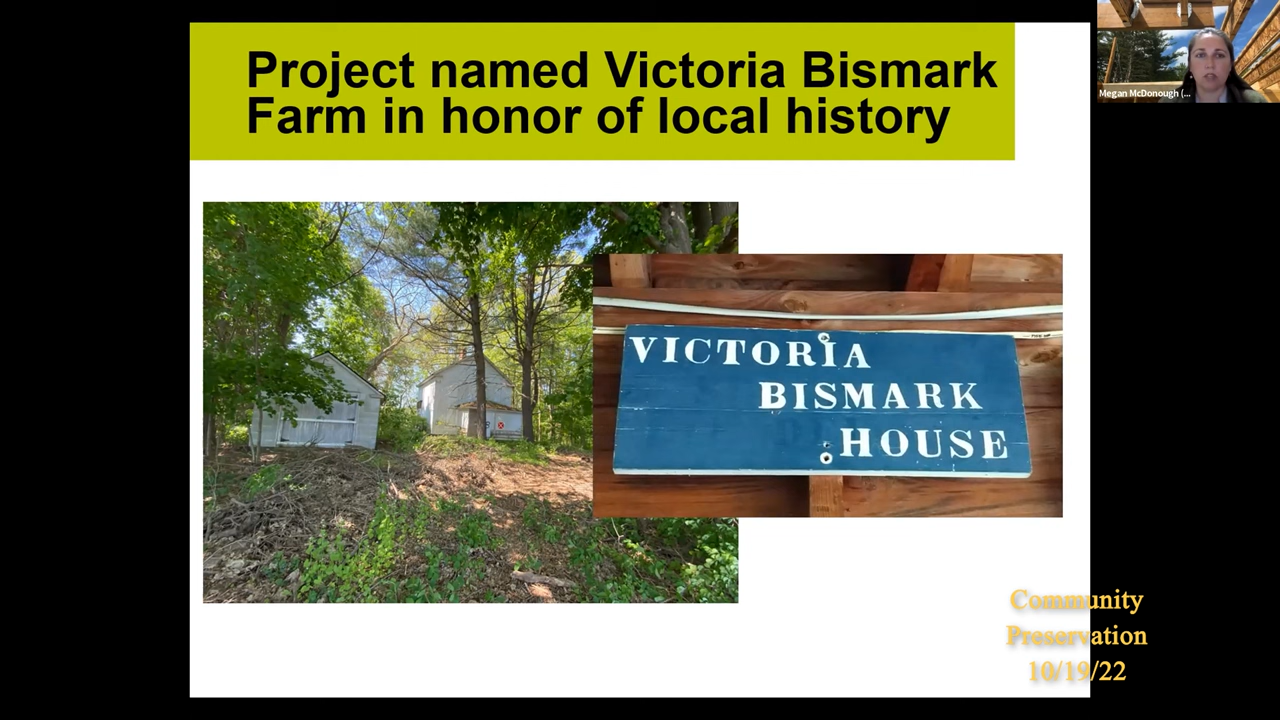 Project named Victoria Bismark
Farm in honor of local history
Megan McDonough (...
VICTORIA
BISMARK
HOUSE
Community
Preservation
10/19/22